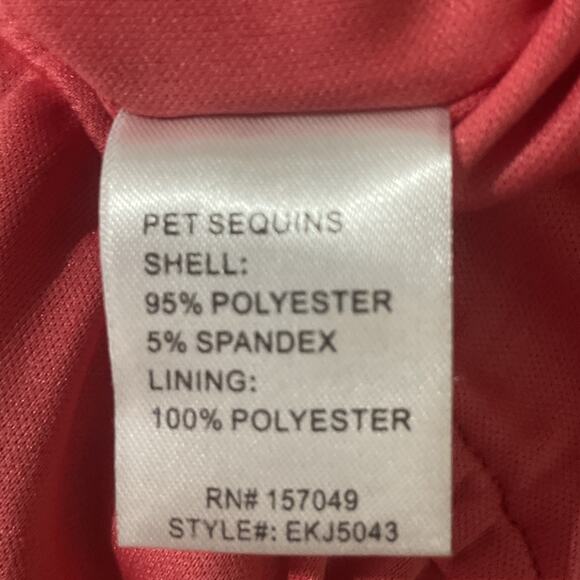 PET SEQUINS
SHELL:
95% POLYESTER
5% SPANDEX
LINING:
100% POLYESTER
RN# 157049
STYLE#: EKJ5043